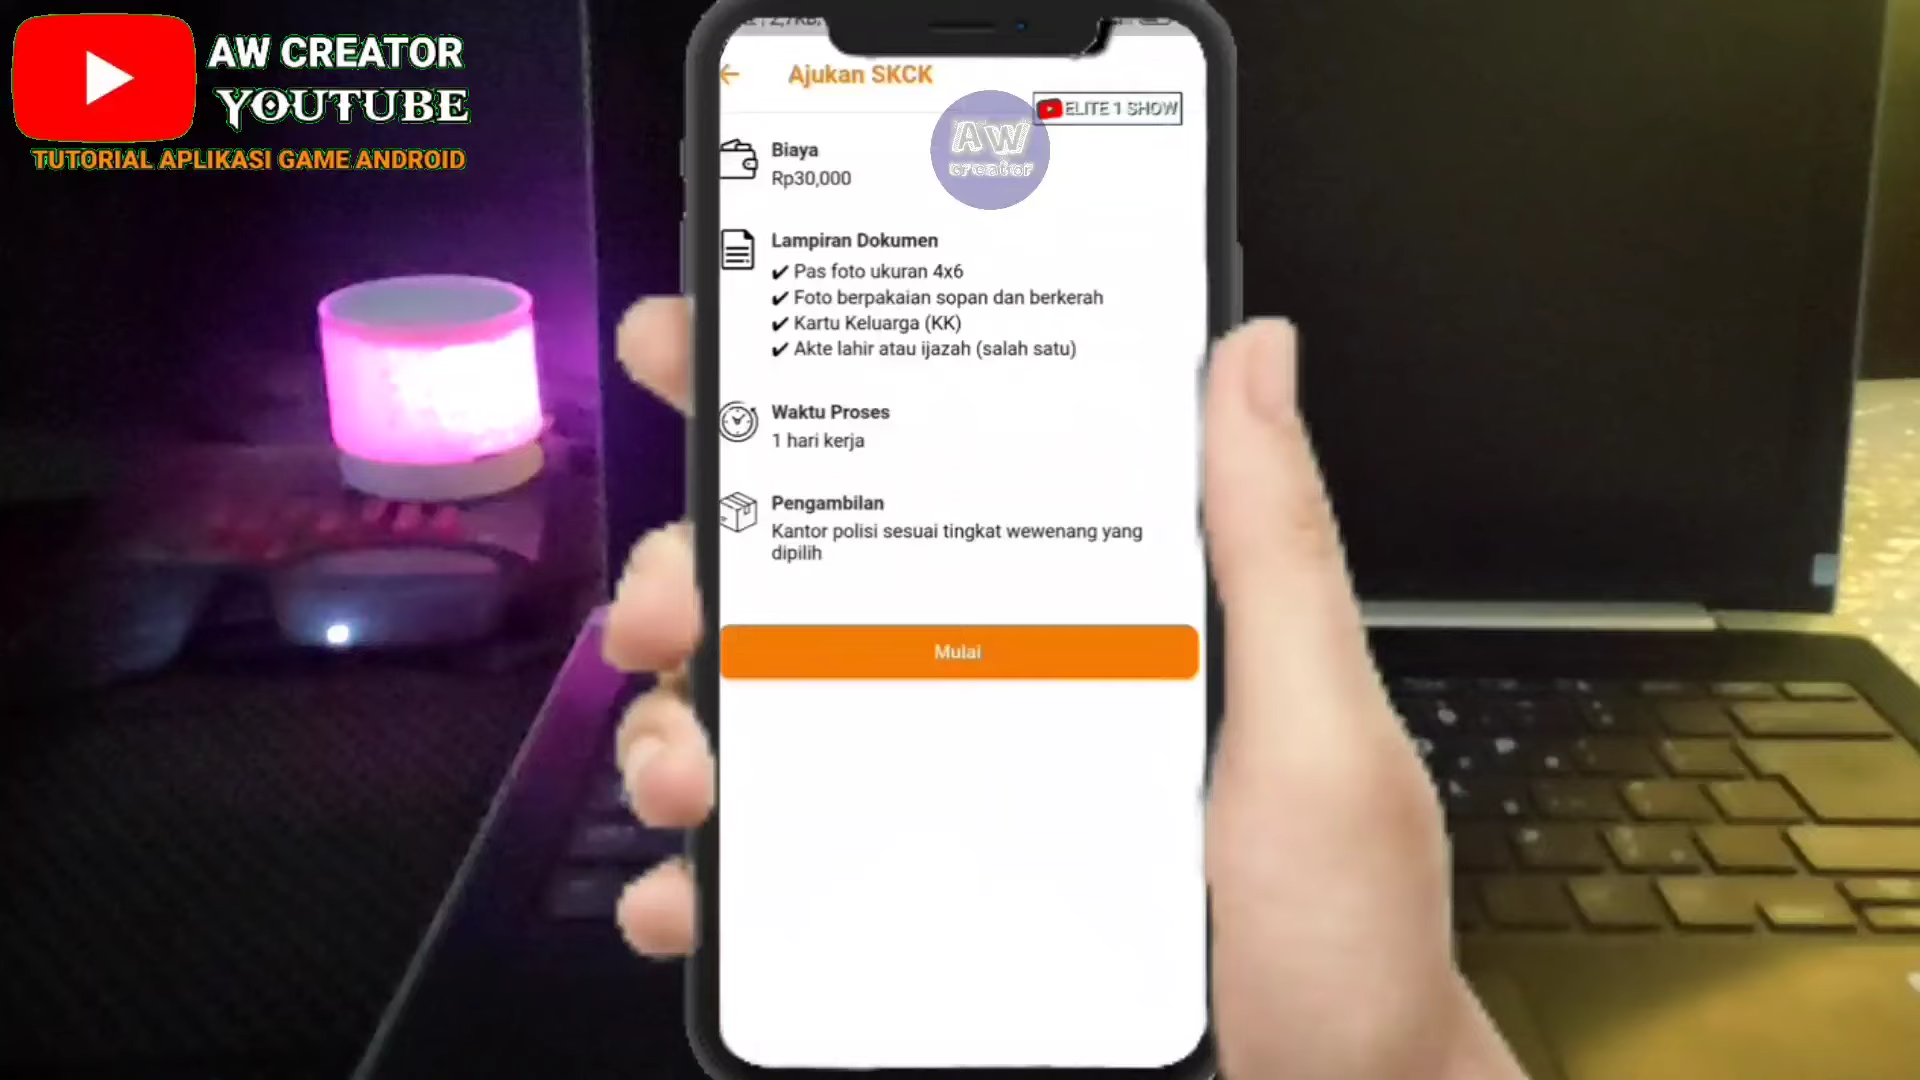 AW CREATOR
YOUTUBE
TUTORIAL APLIKASI GAME ANDROID
Ajukan SKCK
ELITE 1 SHOW
AW
creator
Biaya
Rp30,000
Lampiran Dokumen
✔ Pas foto ukuran 4x6
✔ Foto berpakaian sopan dan berkerah
✔ Kartu Keluarga (KK)
✔ Akte lahir atau ijazah (salah satu)
Waktu Proses
1 hari kerja
Pengambilan
Kantor polisi sesuai tingkat wewenang yang
dipilih
Mulai